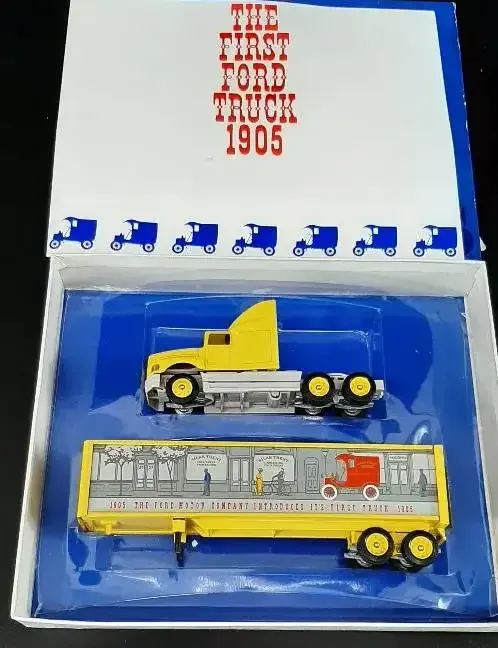 THE
FIRST
FORD
TRUCK
1905
1905 THE FORD MOTOR COMPANY INTRODUCES IT'S FIRST TRUCK 1905